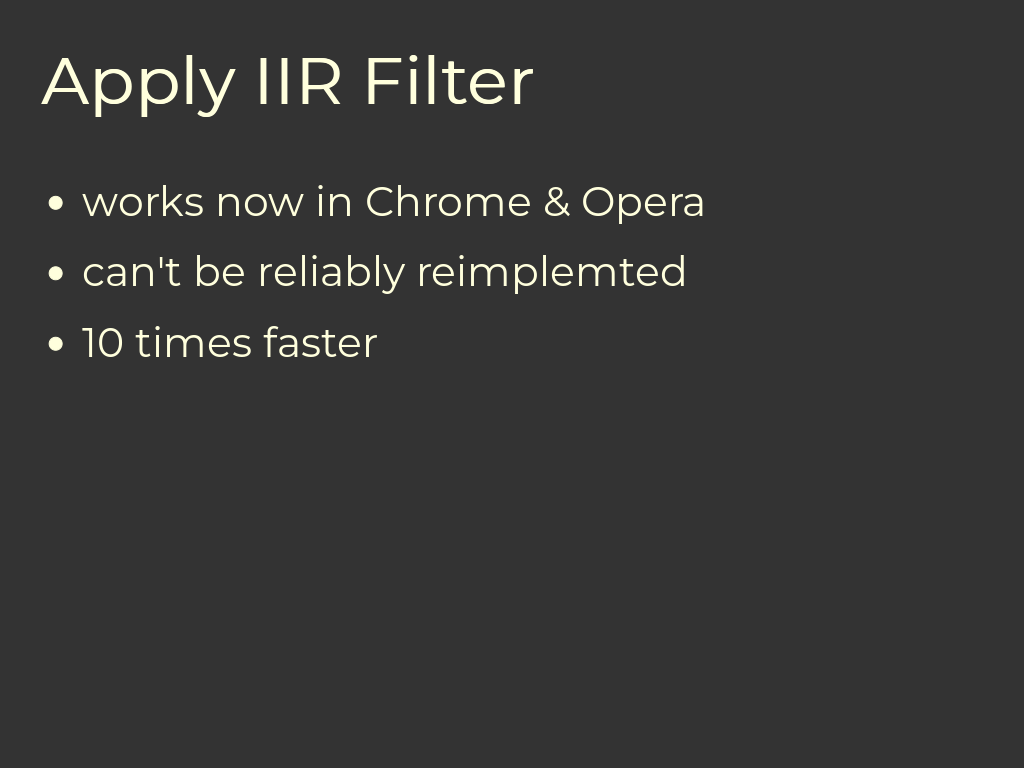 Apply IIR Filter
• works now in Chrome & Opera
• can't be reliably reimplemted
• 10 times faster